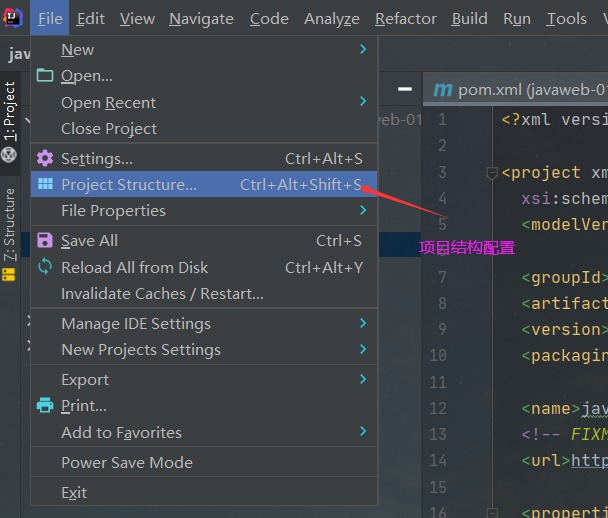 File Edit View Navigate Code Analyze Refactor Build Run Tools
jav
New
Open...
Open Recent
Close Project
Settings... Ctrl+Alt+S
Project Structure... Ctrl+Alt+Shift+S
File Properties
Save All Ctrl+S
Reload All from Disk Ctrl+Alt+Y
Invalidate Caches / Restart...
Manage IDE Settings
New Projects Settings
Export
Print...
Add to Favorites
Power Save Mode
Exit
1: Project
7: Structure
eb-01
项目结构配置
m pom.xml (javaweb-01
1 <?xml versi
2
3 <project xm
4 xsi:schem
5 <modelVer
7 <groupId>
8 <artifact
9 <version>
10 <packagin
11
12 <name>jav
13 <!-- FIXM
14 <url>http
15
16 <properti